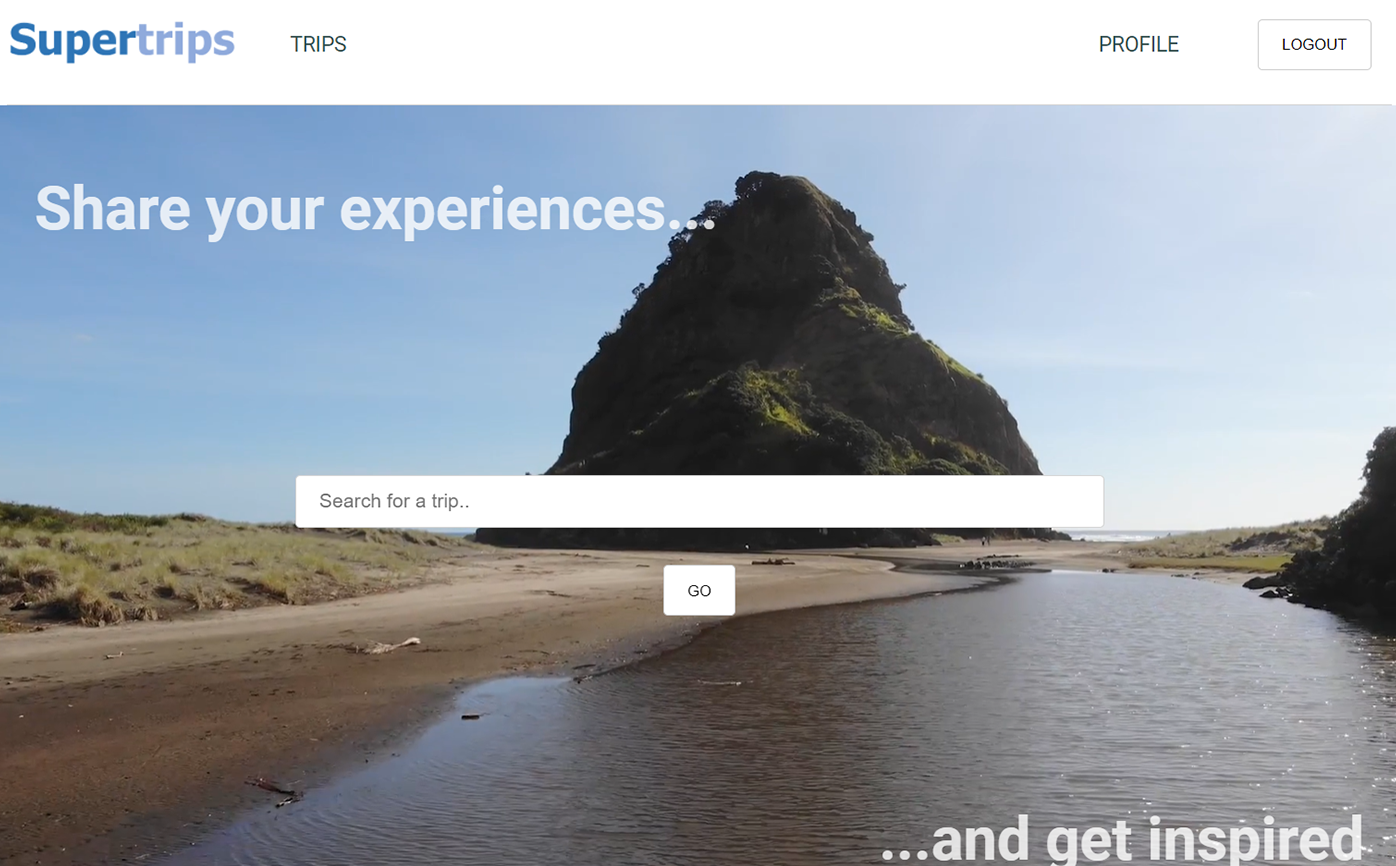 Supertrips
TRIPS
PROFILE
LOGOUT
Share your experiences...
Search for a trip..
GO
...and get inspired